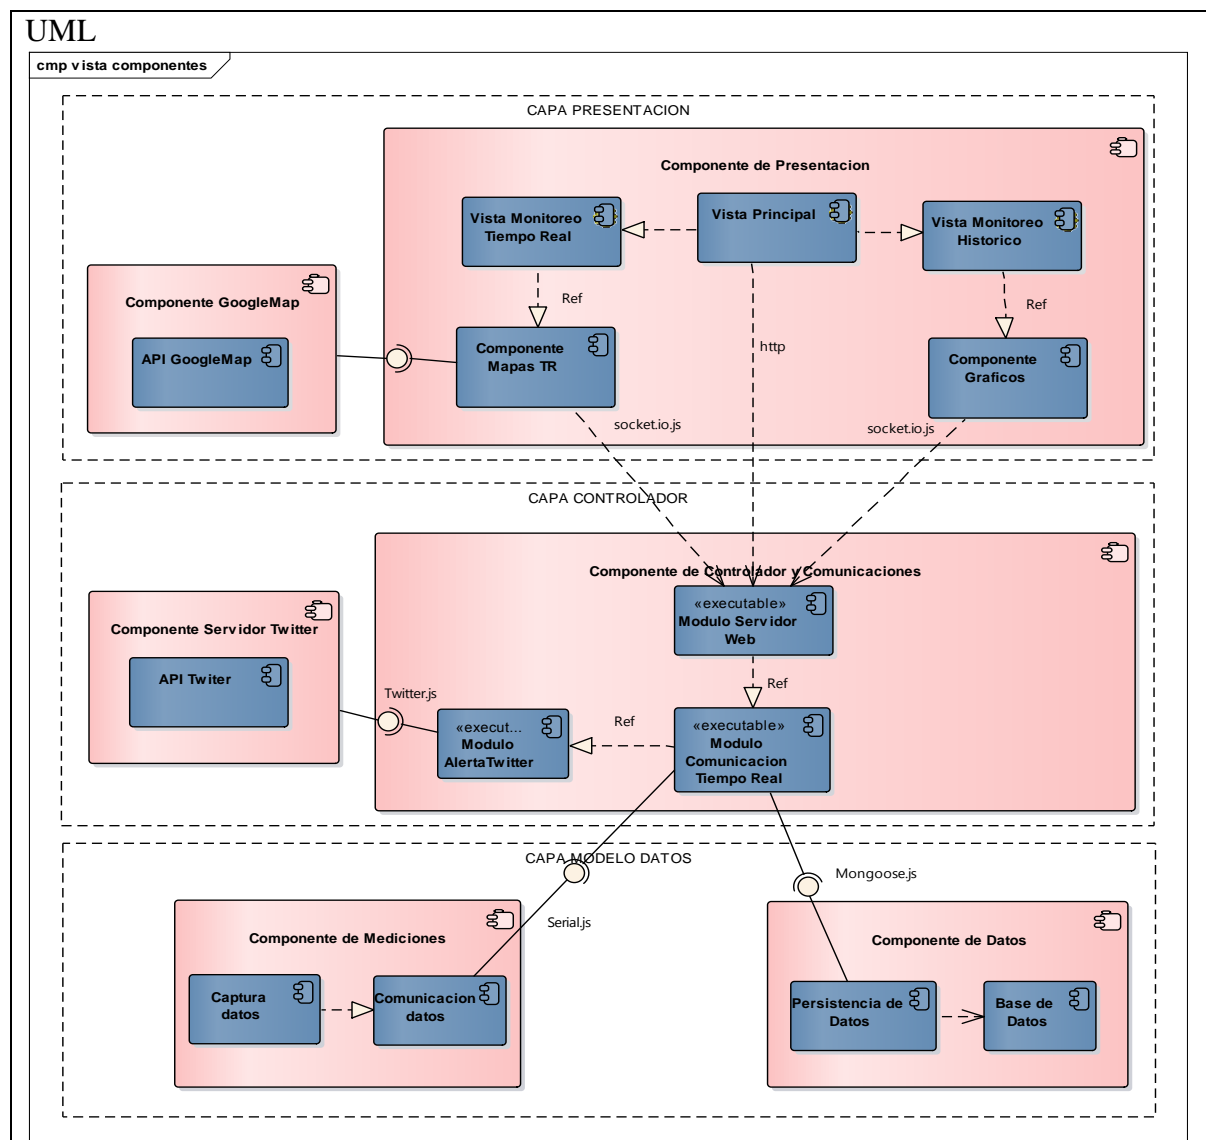 UML
cmp vista componentes
CAPA PRESENTACION
Componente de Presentacion
Vista Monitoreo
Tiempo Real
Vista Principal
Vista Monitoreo
Historico
Ref
Ref
Componente GoogleMap
API GoogleMap
Componente
Mapas TR
http
Componente
Graficos
socket.io.js
socket.io.js
CAPA CONTROLADOR
Componente de Controlador y Comunicaciones
«executable»
Modulo Servidor
Web
Componente Servidor Twitter
API Twiter
Ref
Twitter.js
«execut...
Modulo
AlertaTwitter
Ref
«executable»
Modulo
Comunicacion
Tiempo Real
CAPA MODELO DATOS
Mongoose.js
Serial.js
Componente de Mediciones
Captura
datos
Comunicacion
datos
Componente de Datos
Persistencia de
Datos
Base de
Datos